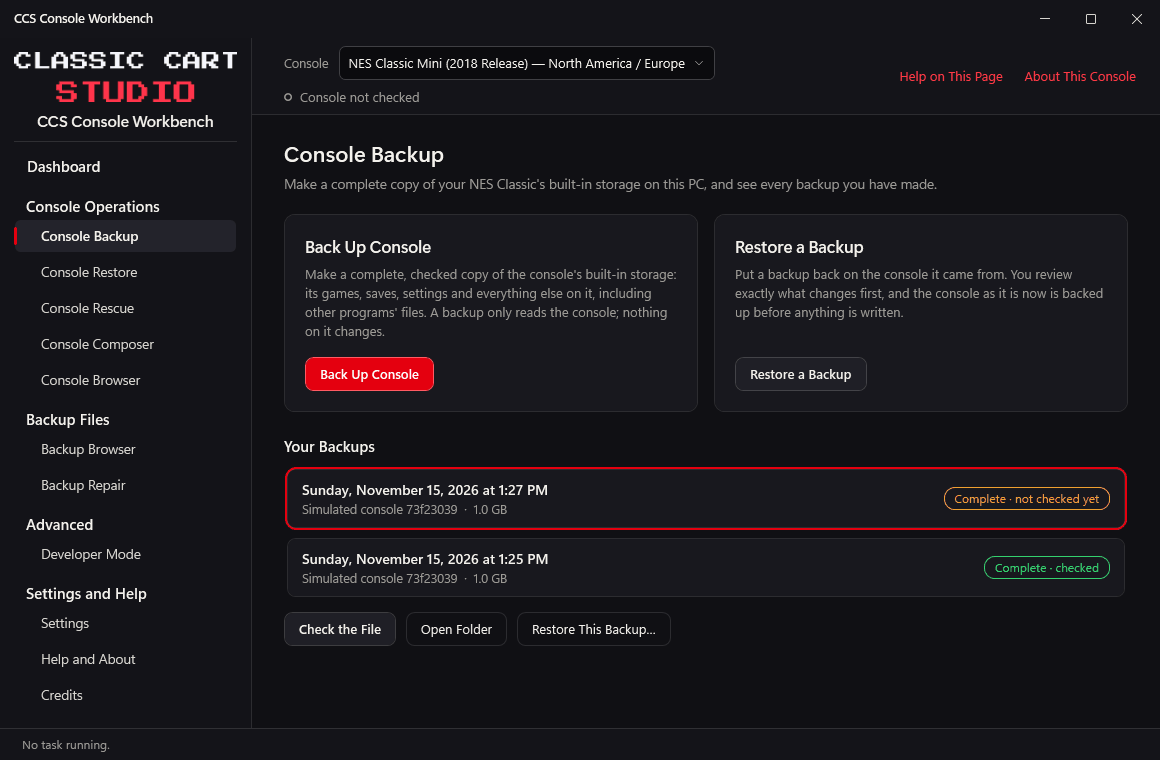 CCS Console Workbench
CLASSIC CART
STUDIO
CCS Console Workbench
Dashboard
Console Operations
Console Backup
Console Restore
Console Rescue
Console Composer
Console Browser
Backup Files
Backup Browser
Backup Repair
Advanced
Developer Mode
Settings and Help
Settings
Help and About
Credits
Console
NES Classic Mini (2018 Release) — North America / Europe
Console not checked
Help on This Page
About This Console
Console Backup
Make a complete copy of your NES Classic's built-in storage on this PC, and see every backup you have made.
Back Up Console
Make a complete, checked copy of the console's built-in storage:
its games, saves, settings and everything else on it, including
other programs' files. A backup only reads the console; nothing
on it changes.
Back Up Console
Restore a Backup
Put a backup back on the console it came from. You review
exactly what changes first, and the console as it is now is backed
up before anything is written.
Restore a Backup
Your Backups
Sunday, November 15, 2026 at 1:27 PM
Simulated console 73f23039 · 1.0 GB
Complete · not checked yet
Sunday, November 15, 2026 at 1:25 PM
Simulated console 73f23039 · 1.0 GB
Complete · checked
Check the File
Open Folder
Restore This Backup...
No task running.